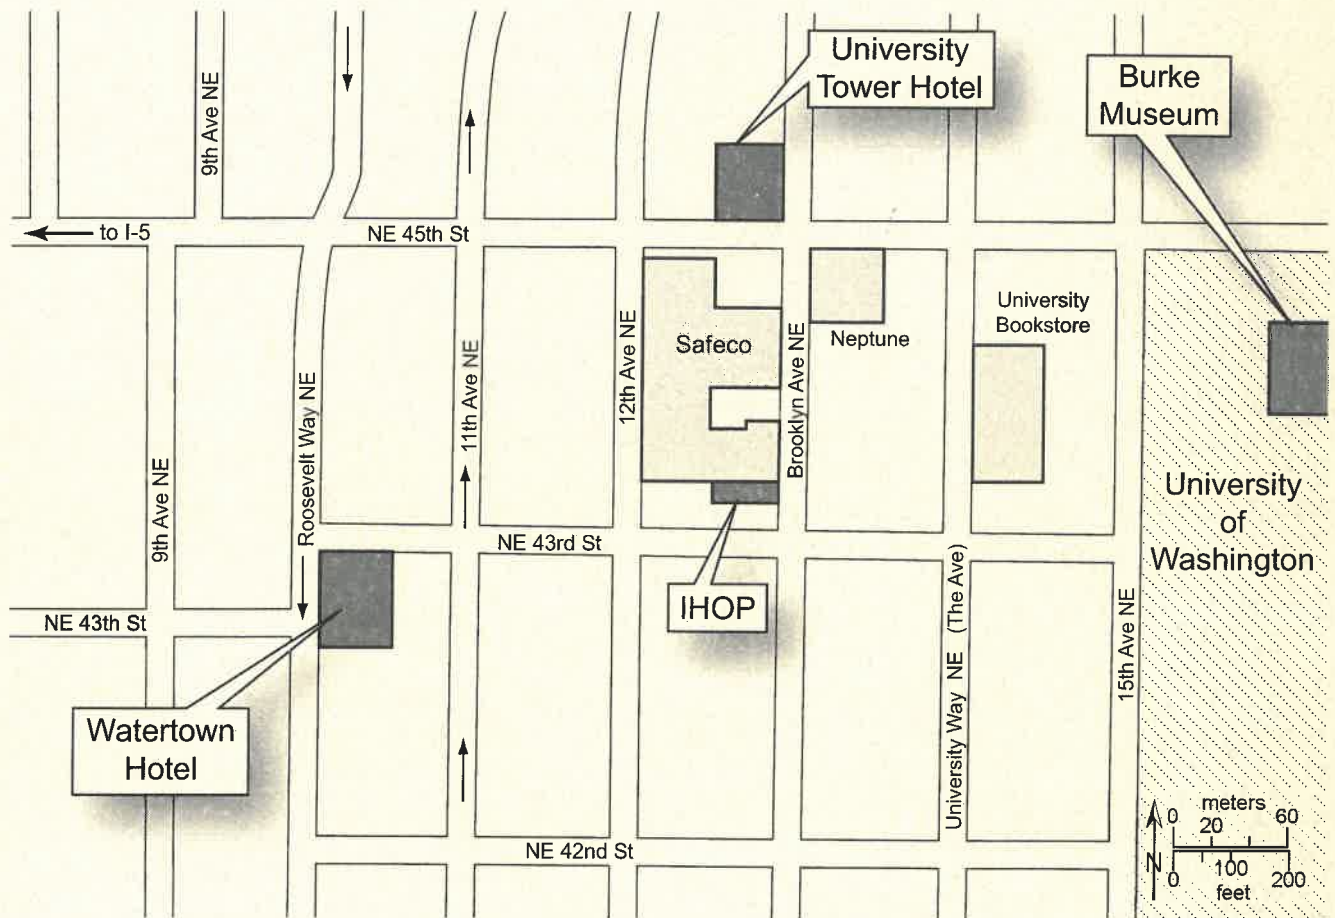 University
Tower Hotel
Burke
Museum
9th Ave NE
to I-5
NE 45th St
University
Bookstore
Safeco
Neptune
Roosevelt Way NE
11th Ave NE
12th Ave NE
Brooklyn Ave NE
9th Ave NE
University
of
Washington
NE 43rd St
IHOP
NE 43th St
University Way NE (The Ave)
15th Ave NE
Watertown
Hotel
NE 42nd St
meters
0 60
20
N
0 100 200
feet